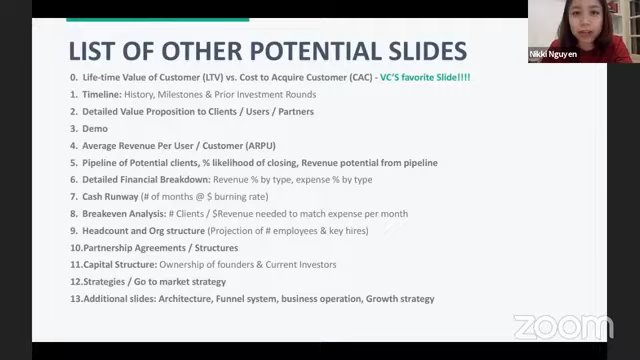 LIST OF OTHER POTENTIAL SLIDES
Nikki Nguyen
0. Life-time Value of Customer (LTV) vs. Cost to Acquire Customer (CAC) - VC'S favorite Slide!!!!
1. Timeline: History, Milestones & Prior Investment Rounds
2. Detailed Value Proposition to Clients / Users / Partners
3. Demo
4. Average Revenue Per User / Customer (ARPU)
5. Pipeline of Potential clients, % likelihood of closing, Revenue potential from pipeline
6. Detailed Financial Breakdown: Revenue % by type, expense % by type
7. Cash Runway (# of months @ $ burning rate)
8. Breakeven Analysis: # Clients / $Revenue needed to match expense per month
9. Headcount and Org structure (Projection of # employees & key hires)
10.Partnership Agreements / Structures
11.Capital Structure: Ownership of founders & Current Investors
12.Strategies / Go to market strategy
13.Additional slides: Architecture, Funnel system, business operation, Growth strategy
zoom